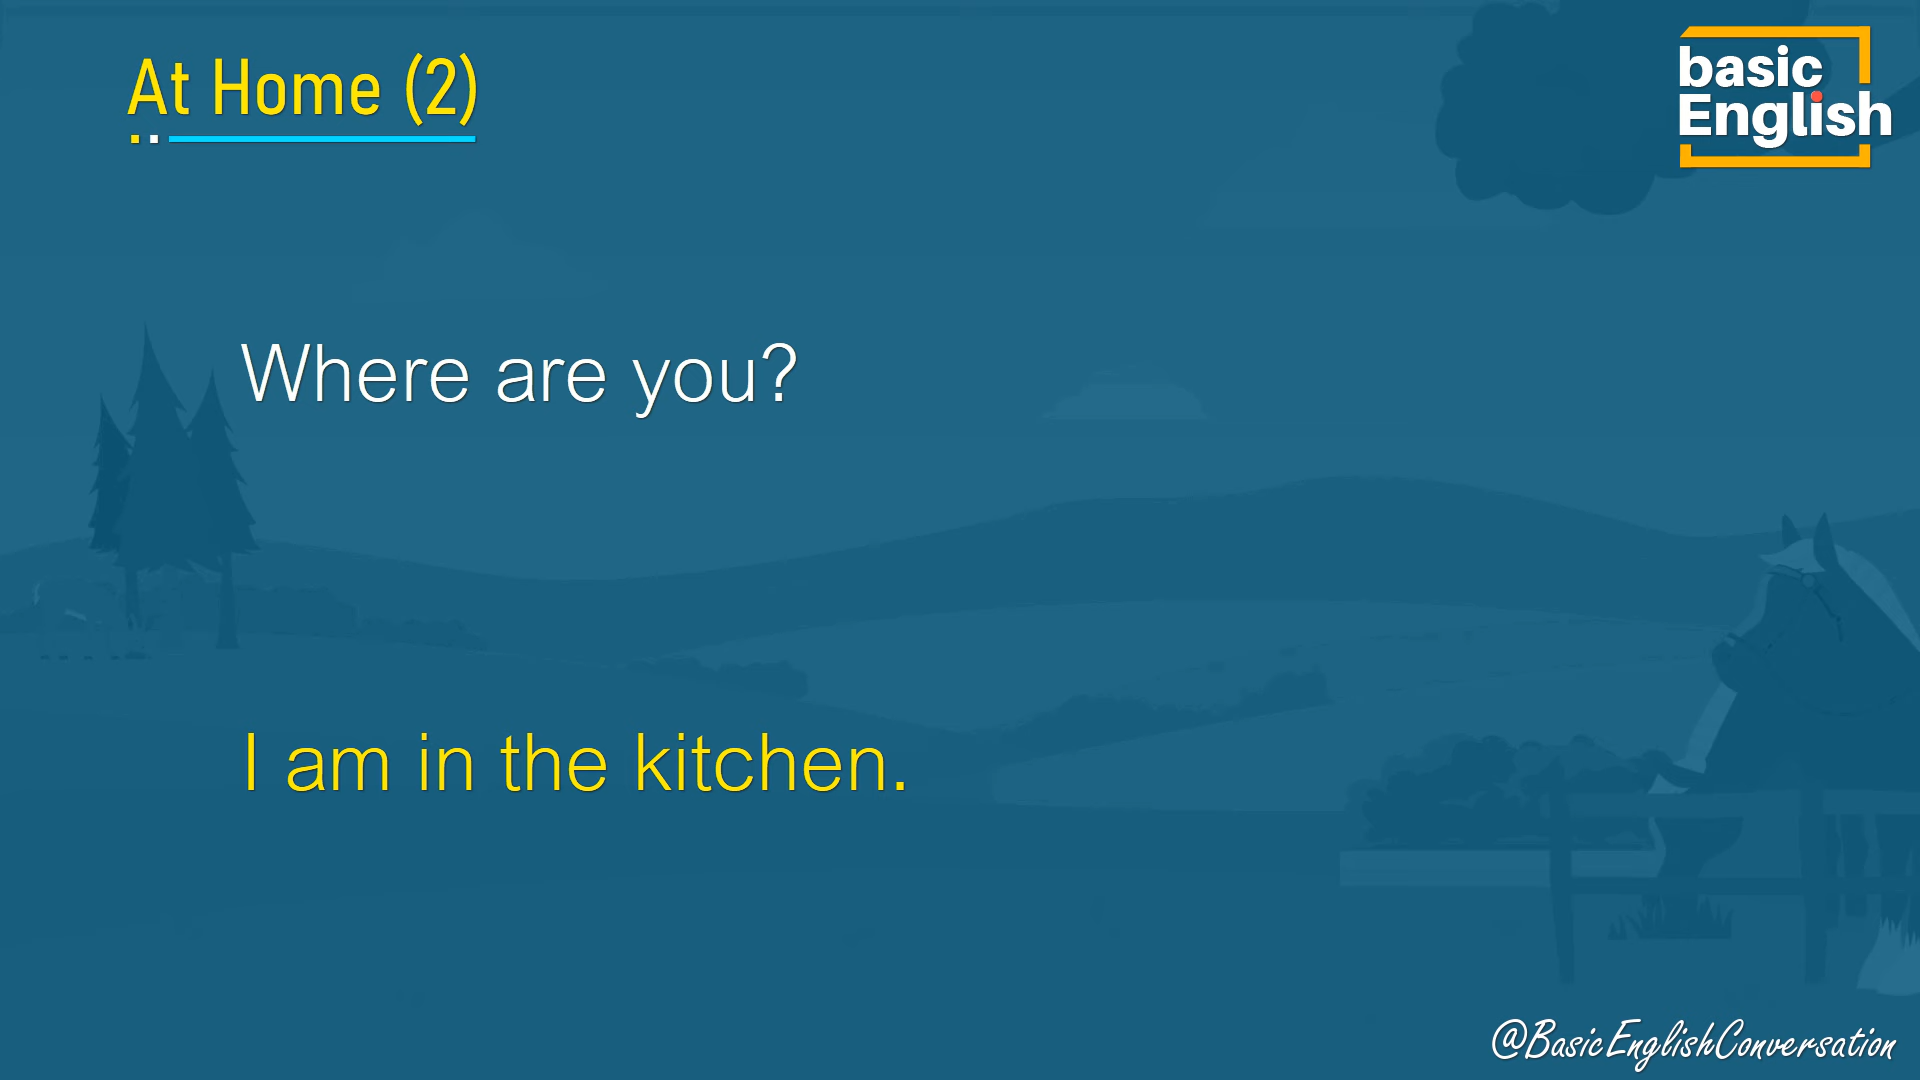 At Home (2)
basic
English
Where are you?
I am in the kitchen.
@BasicEnglishConversation